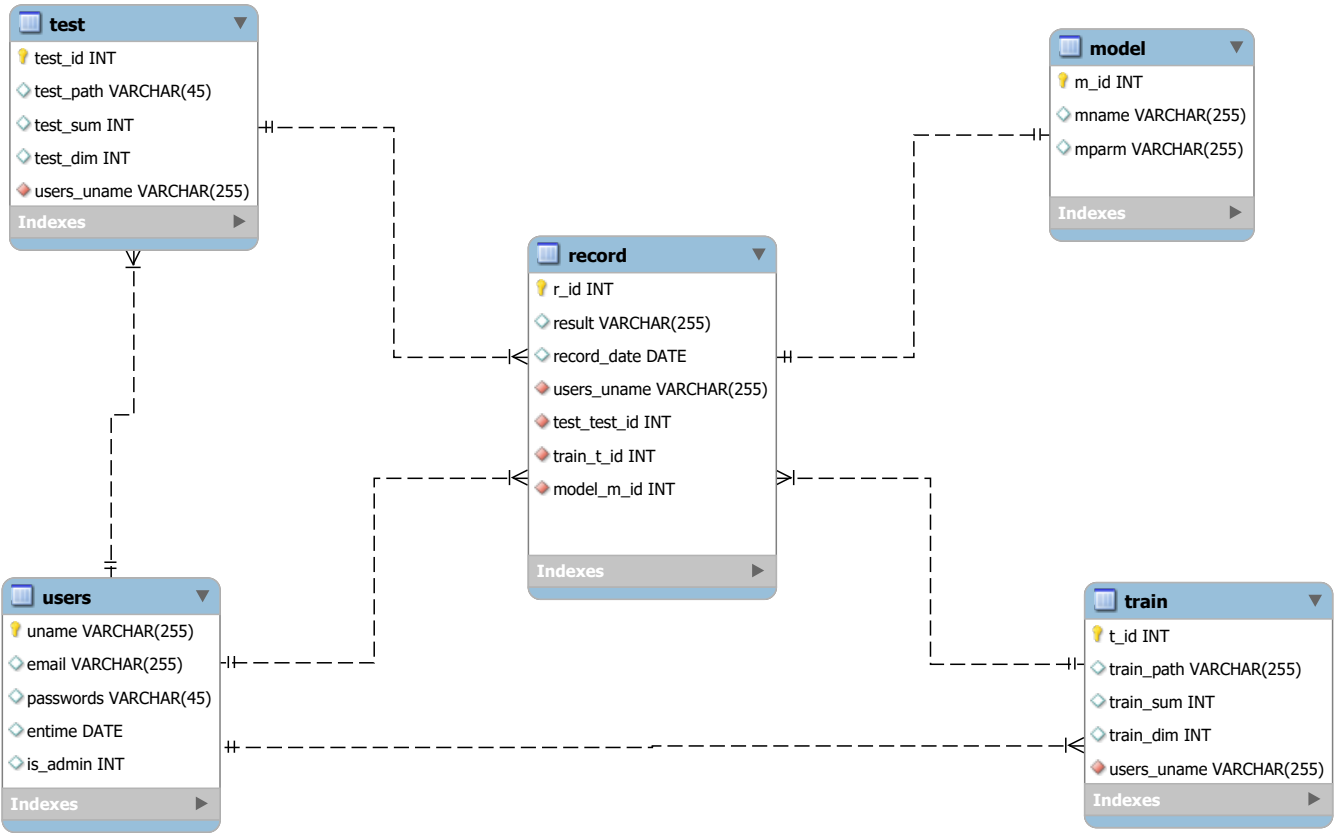 test
test_id INT
test_path VARCHAR(45)
test_sum INT
test_dim INT
users_uname VARCHAR(255)
Indexes
model
m_id INT
mname VARCHAR(255)
mparm VARCHAR(255)
Indexes
record
r_id INT
result VARCHAR(255)
record_date DATE
users_uname VARCHAR(255)
test_test_id INT
train_t_id INT
model_m_id INT
Indexes
users
uname VARCHAR(255)
email VARCHAR(255)
passwords VARCHAR(45)
entime DATE
is_admin INT
Indexes
train
t_id INT
train_path VARCHAR(255)
train_sum INT
train_dim INT
users_uname VARCHAR(255)
Indexes